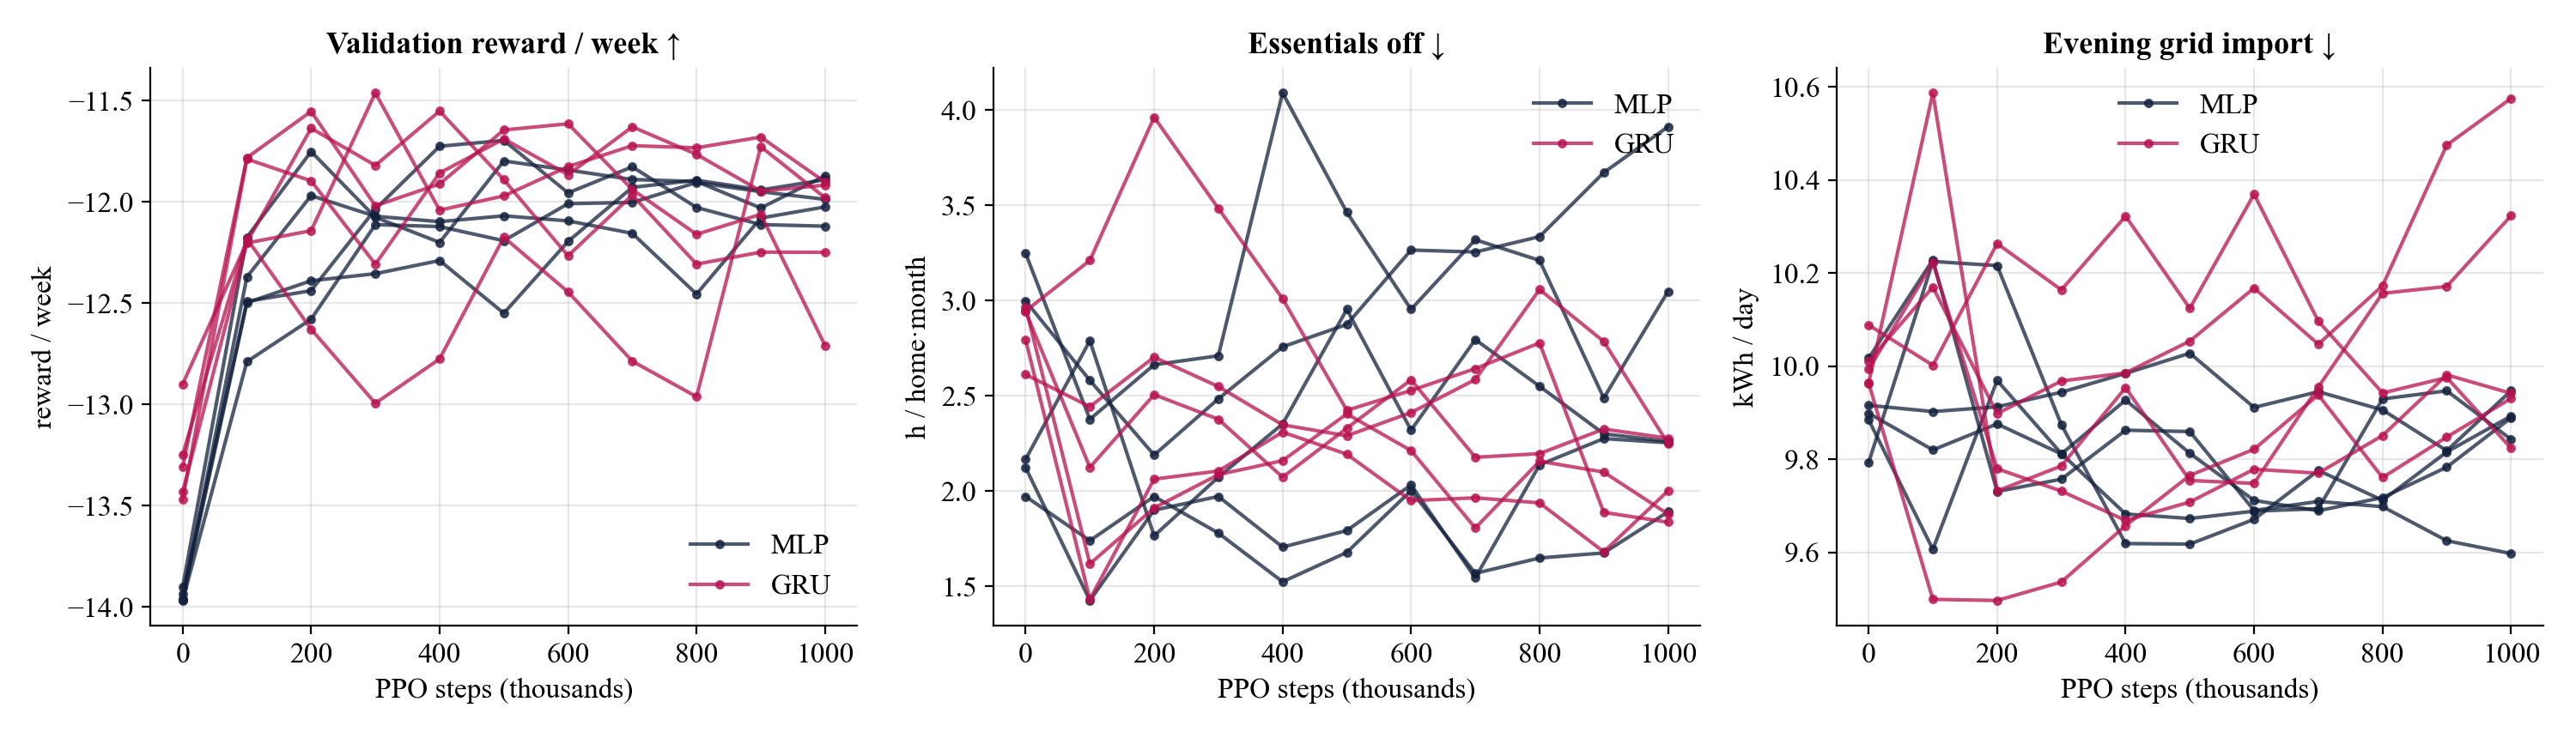 Validation reward / week ↑
reward / week
−11.5
−12.0
−12.5
−13.0
−13.5
−14.0
MLP
GRU
0 200 400 600 800 1000
PPO steps (thousands)
Essentials off ↓
h / home·month
4.0
3.5
3.0
2.5
2.0
1.5
MLP
GRU
0 200 400 600 800 1000
PPO steps (thousands)
Evening grid import ↓
kWh / day
10.6
10.4
10.2
10.0
9.8
9.6
MLP
GRU
0 200 400 600 800 1000
PPO steps (thousands)